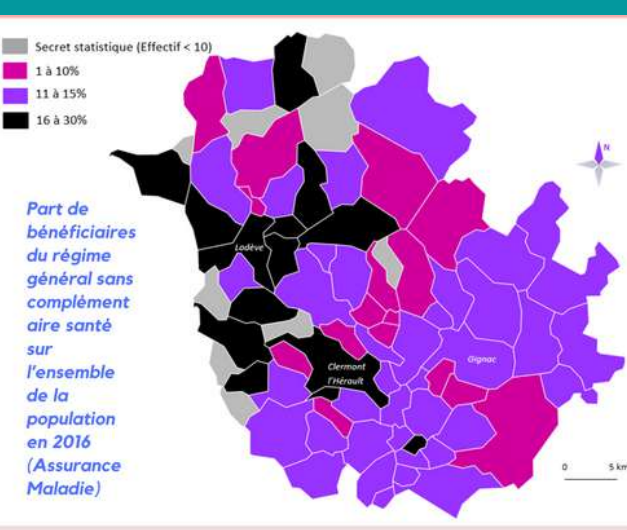 Secret statistique (Effectif < 10)
1 à 10%
11 à 15%
16 à 30%
N
Part de
bénéficiaires
du régime
général sans
complément
aire santé
sur
l'ensemble
de la
population
en 2016
(Assurance
Maladie)
Lodève
Gignac
Clermont
l'Hérault
0 5 km